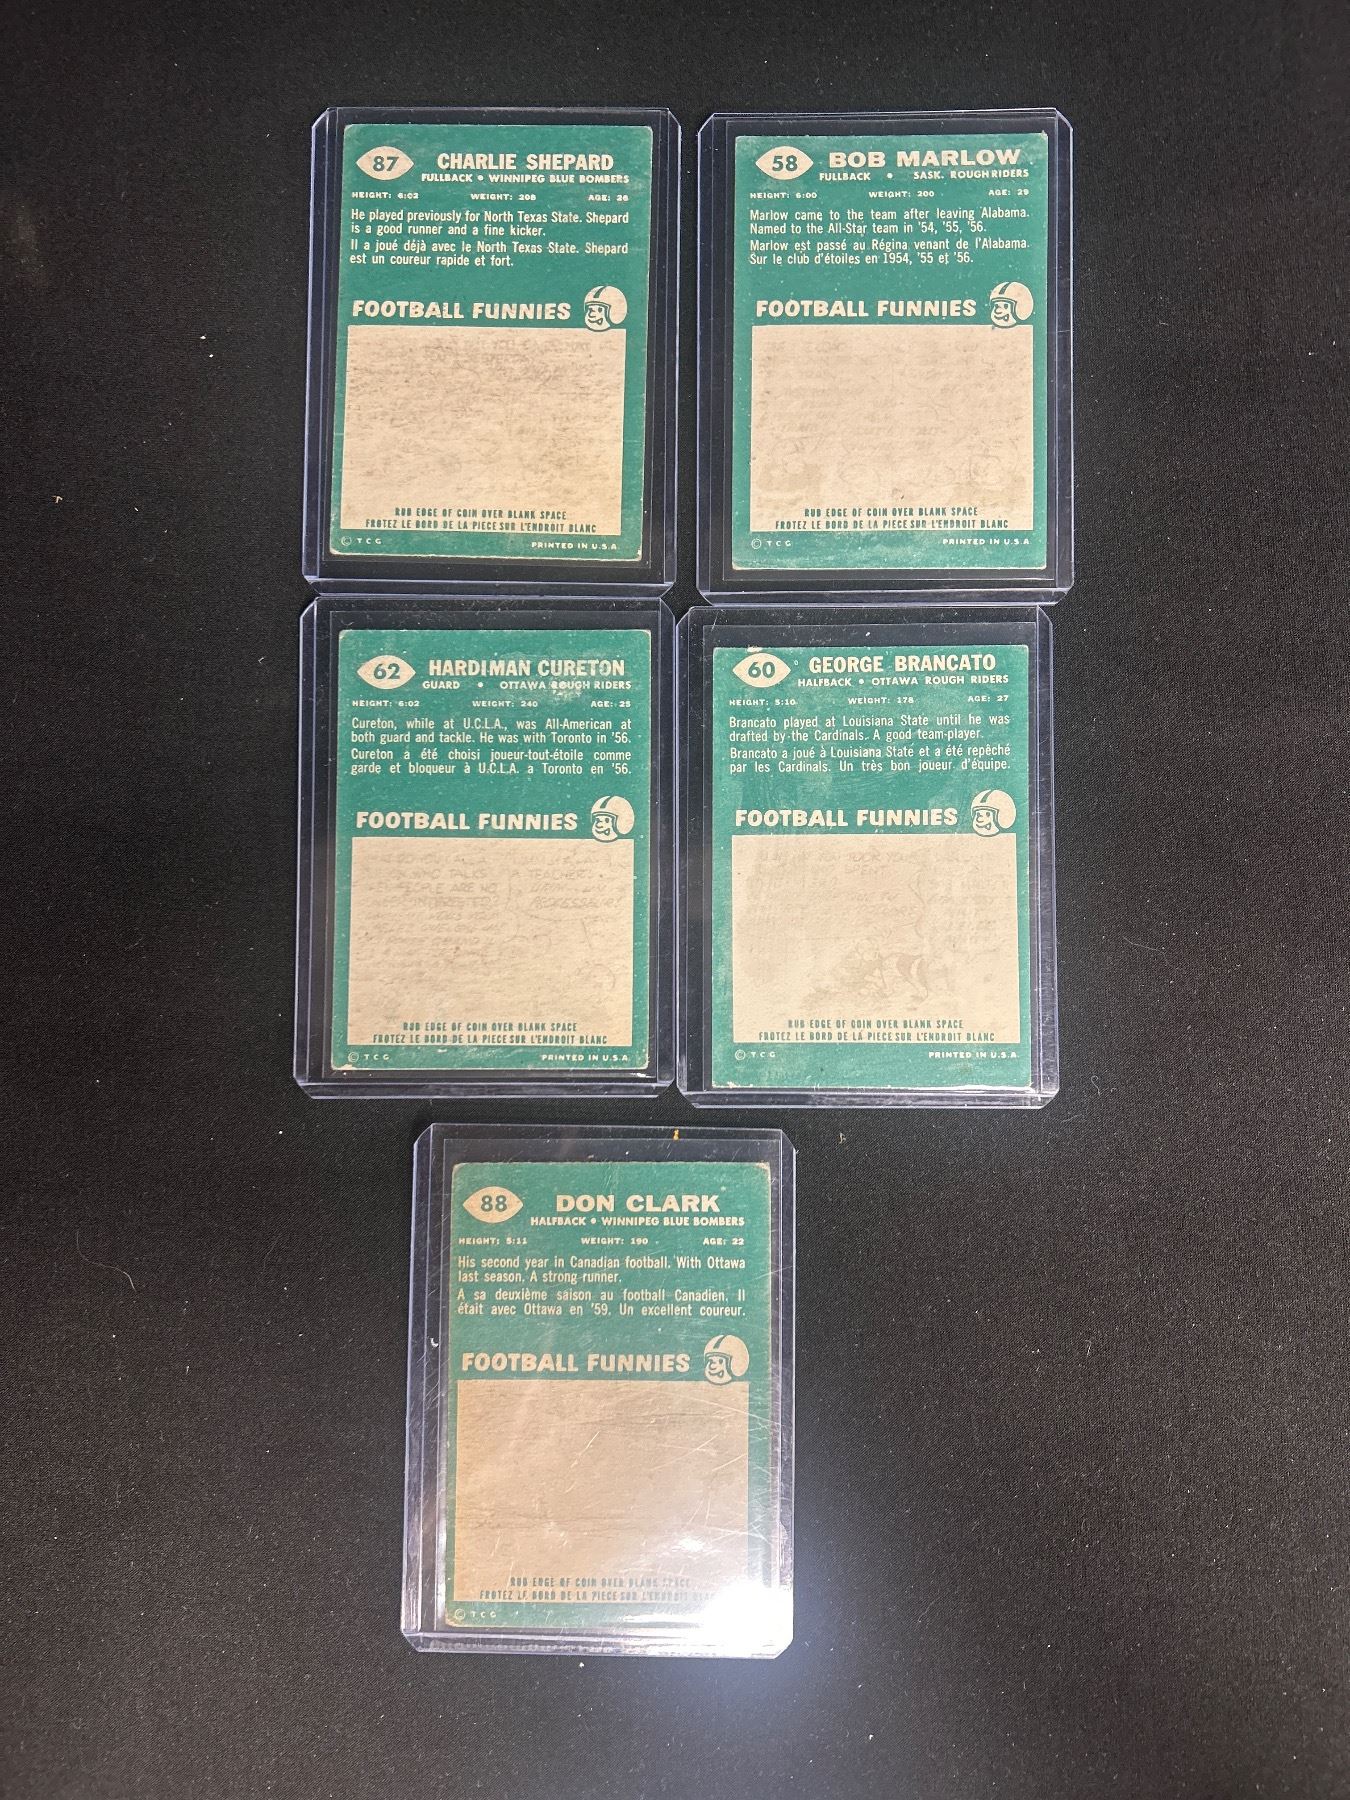 87 CHARLIE SHEPARD
FULLBACK • WINNIPEG BLUE BOMBERS
HEIGHT: 6:02 WEIGHT: 208 AGE: 26
He played previously for North Texas State. Shepard
is a good runner and a fine kicker.
Il a joué déjà avec le North Texas State. Shepard
est un coureur rapide et fort.
FOOTBALL FUNNIES
RUB EDGE OF COIN OVER BLANK SPACE
FROTEZ LE BORD DE LA PIECE SUR L'ENDROIT BLANC
© T C G PRINTED IN U.S.A.
58 BOB MARLOW
FULLBACK • SASK. ROUGHRIDERS
HEIGHT: 6:00 WEIGHT: 200 AGE: 29
Marlow came to the team after leaving Alabama.
Named to the All-Star team in '54, '55, '56.
Marlow est passé au Régina venant de l'Alabama.
Sur le club d'étoiles en 1954, '55 et '56.
FOOTBALL FUNNIES
RUB EDGE OF COIN OVER BLANK SPACE
FROTEZ LE BORD DE LA PIECE SUR L'ENDROIT BLANC
© T C G PRINTED IN U.S.A.
62 HARDIMAN CURETON
GUARD • OTTAWA ROUGH RIDERS
HEIGHT: 6:02 WEIGHT: 240 AGE: 25
Cureton, while at U.C.L.A., was All-American at
both guard and tackle. He was with Toronto in '56.
Cureton a été choisi joueur-tout-étoile comme
garde et bloqueur à U.C.L.A. a Toronto en '56.
FOOTBALL FUNNIES
WHO TALKS A TEACHER
PEOPLE ARE NO
RUB EDGE OF COIN OVER BLANK SPACE
FROTEZ LE BORD DE LA PIECE SUR L'ENDROIT BLANC
© T C G PRINTED IN U.S.A.
60 GEORGE BRANCATO
HALFBACK • OTTAWA ROUGH RIDERS
HEIGHT: 5:10 WEIGHT: 178 AGE: 27
Brancato played at Louisiana State until he was
drafted by the Cardinals. A good team-player.
Brancato a joué à Louisiana State et a été repêché
par les Cardinals. Un très bon joueur d'équipe.
FOOTBALL FUNNIES
YOU TOOK YOUR
SPENT
RUB EDGE OF COIN OVER BLANK SPACE
FROTEZ LE BORD DE LA PIECE SUR L'ENDROIT BLANC
© T C G PRINTED IN U.S.A.
88 DON CLARK
HALFBACK • WINNIPEG BLUE BOMBERS
HEIGHT: 5:11 WEIGHT: 190 AGE: 22
His second year in Canadian football. With Ottawa
last season. A strong runner.
A sa deuxième saison au football Canadien. Il
était avec Ottawa en '59. Un excellent coureur.
FOOTBALL FUNNIES
RUB EDGE OF COIN OVER BLANK SPACE
FROTEZ LE BORD DE LA PIECE SUR L'ENDROIT
© T C G